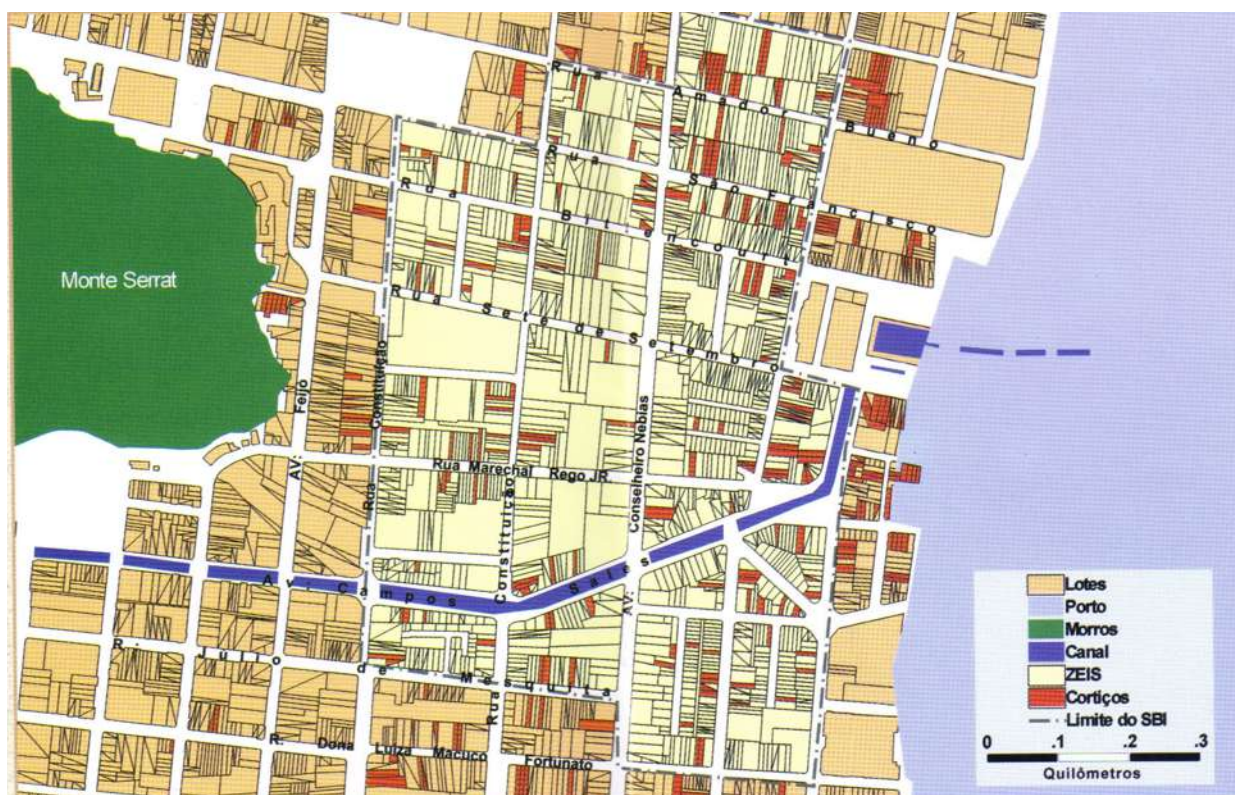 Rua Amador Bueno
Rua São Francisco
Rua Bitencourt
Monte Serrat
Rua Sete de Setembro
AV. Feijó
Rua Constituição
AV. Conselheiro Nebias
Rua Marechal Rego JR.
Rua Constituição
Av. Campos Sales
R. Julio de Mesquita
R. Dona Luiza Macuco
Fortunato
Lotes
Porto
Morros
Canal
ZEIS
Cortiços
Limite do SBI
0 .1 .2 .3
Quilômetros